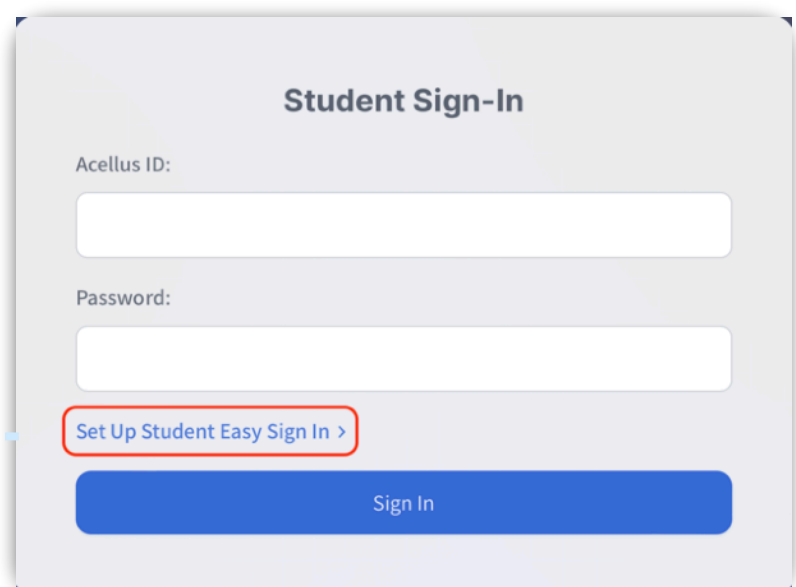 Student Sign-In
Acellus ID:
Password:
Set Up Student Easy Sign In >
Sign In